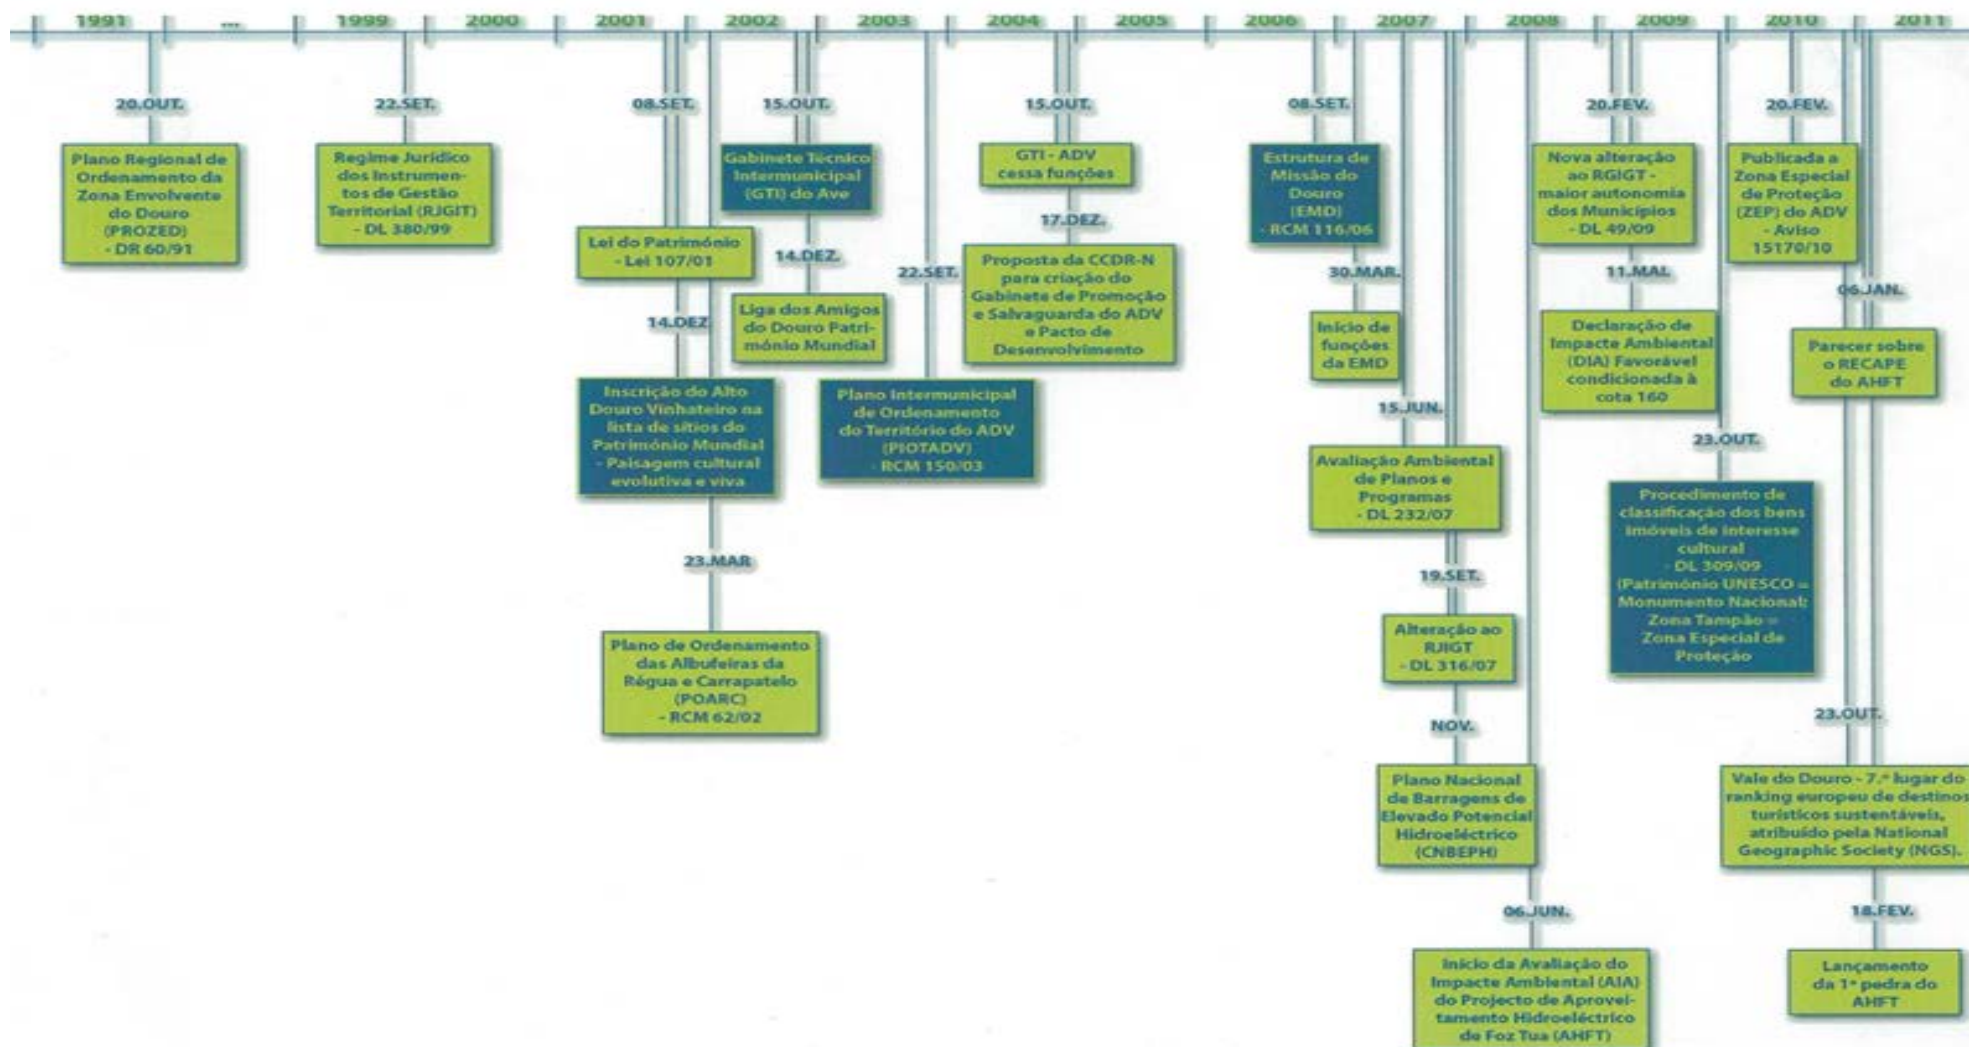 1991
...
1999
2000
2001
2002
2003
2004
2005
2006
2007
2008
2009
2010
2011
20.OUT.
Plano Regional de
Ordenamento da
Zona Envolvente
do Douro
(PROZED)
- DR 60/91
22.SET.
Regime Jurídico
dos Instrumen-
tos de Gestão
Territorial (RJGIT)
- DL 380/99
08.SET.
Lei do Património
- Lei 107/01
14.DEZ
Inscrição do Alto
Douro Vinhateiro na
lista de sítios do
Património Mundial
- Paisagem cultural
evolutiva e viva
23.MAR
Plano de Ordenamento
das Albufeiras da
Régua e Carrapatelo
(POARC)
- RCM 62/02
15.OUT.
Gabinete Técnico
Intermunicipal
(GTI) do Ave
14.DEZ.
Liga dos Amigos
do Douro Patri-
mónio Mundial
22.SET.
Plano Intermunicipal
de Ordenamento
do Território do ADV
(PIOTADV)
- RCM 150/03
15.OUT.
GTI - ADV
cessa funções
17.DEZ.
Proposta da CCDR-N
para criação do
Gabinete de Promoção
e Salvaguarda do ADV
e Pacto de
Desenvolvimento
08.SET.
Estrutura de
Missão do
Douro
(EMD)
- RCM 116/06
30.MAR.
Início de
funções
da EMD
15.JUN.
Avaliação Ambiental
de Planos e
Programas
- DL 232/07
19.SET.
Alteração ao
RJIGT
- DL 316/07
NOV.
Plano Nacional
de Barragens de
Elevado Potencial
Hidroeléctrico
(CNBEPH)
06.JUN.
Início da Avaliação do
Impacte Ambiental (AIA)
do Projecto de Aprovei-
tamento Hidroeléctrico
de Foz Tua (AHFT)
20.FEV.
Nova alteração
ao RGIGT -
maior autonomia
dos Municípios
- DL 49/09
11.MAI.
Declaração de
Impacte Ambiental
(DIA) Favorável
condicionada à
cota 160
23.OUT.
Procedimento de
classificação dos bens
imóveis de interesse
cultural
- DL 309/09
(Património UNESCO =
Monumento Nacional;
Zona Tampão =
Zona Especial de
Proteção
20.FEV.
Publicada a
Zona Especial
de Proteção
(ZEP) do ADV
- Aviso
15170/10
06.JAN.
Parecer sobre
o RECAPE
do AHFT
23.OUT.
Vale do Douro - 7.º lugar do
ranking europeu de destinos
turísticos sustentáveis,
atribuído pela National
Geographic Society (NGS).
18.FEV.
Lançamento
da 1ª pedra do
AHFT